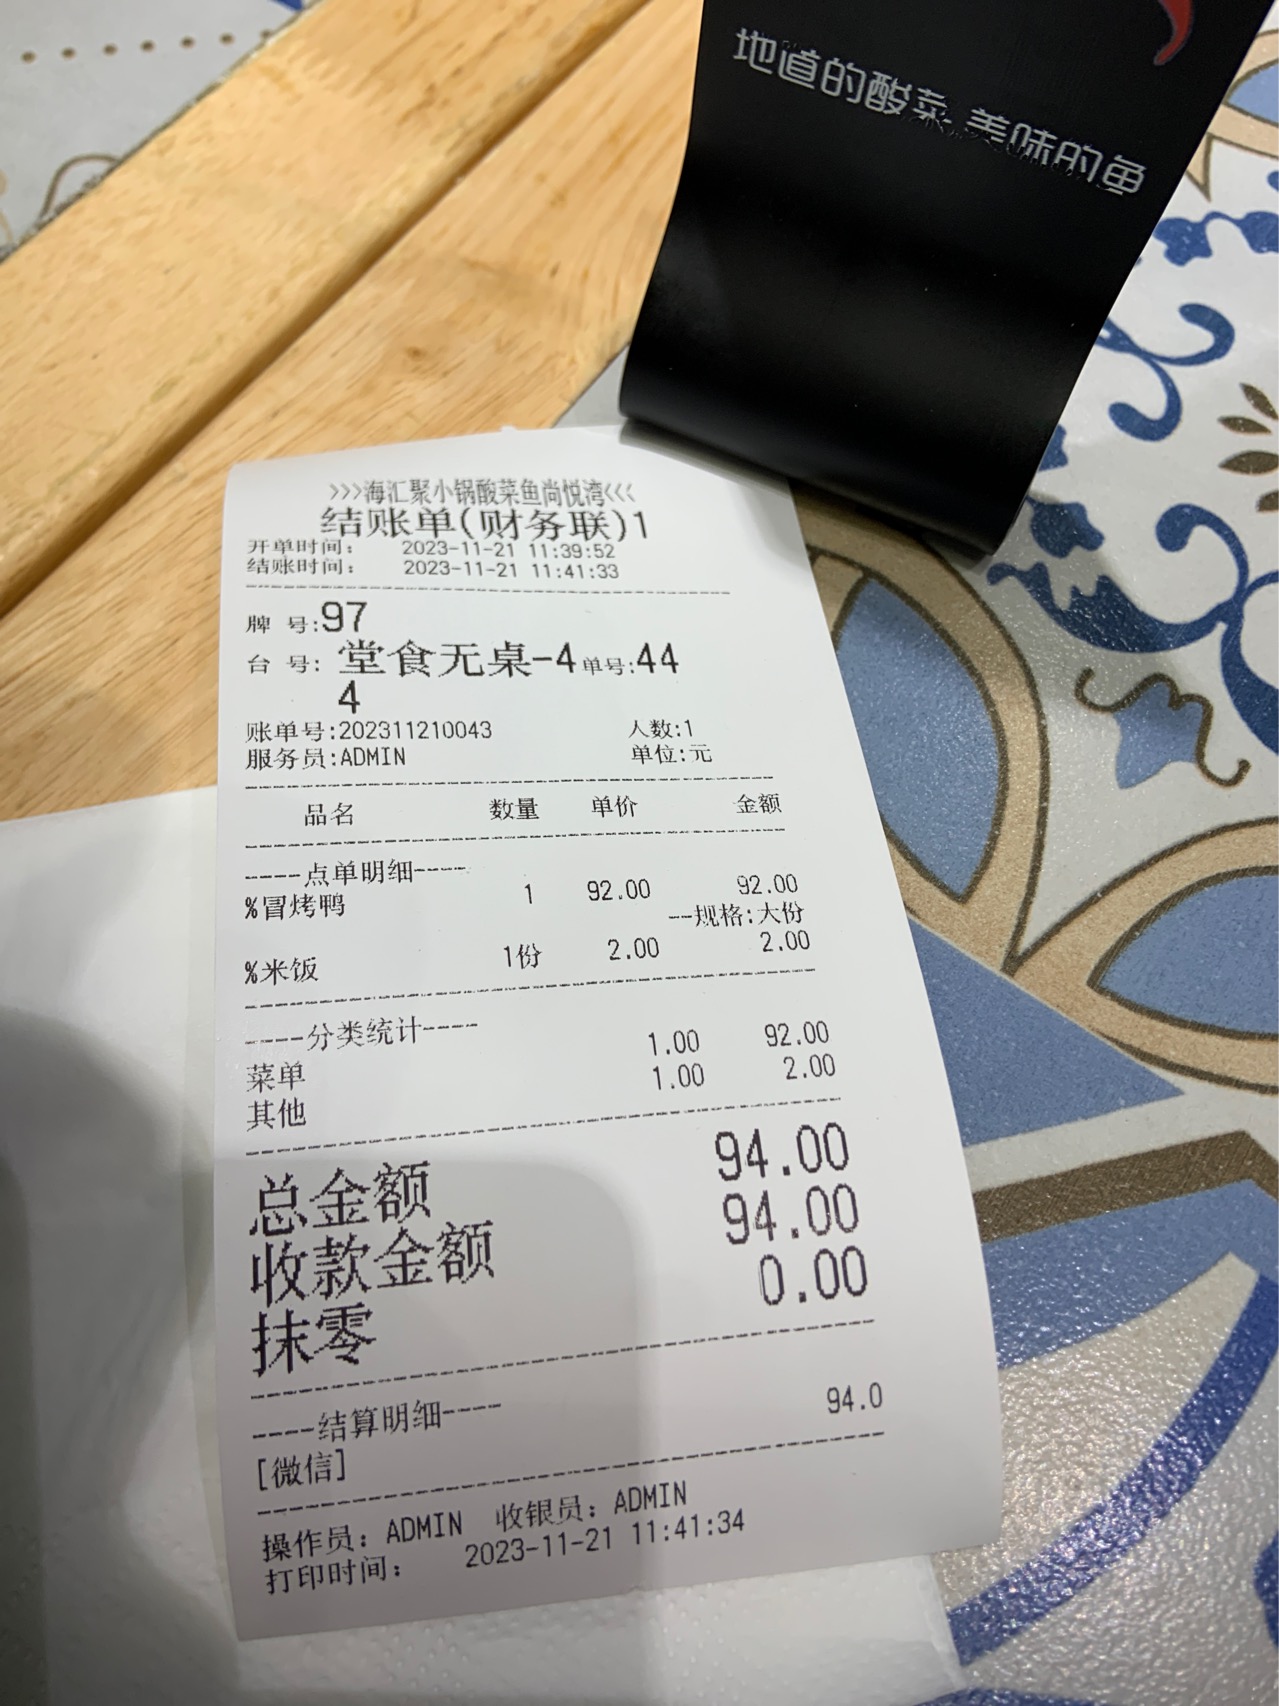 地道的酸菜 美味的鱼
>>>海汇聚小锅酸菜鱼尚悦湾<<<
结账单(财务联)1
开单时间： 2023-11-21 11:39:52
结账时间： 2023-11-21 11:41:33
牌 号:97
台 号: 堂食无桌-4 单号:44
4
账单号:202311210043 人数:1
服务员:ADMIN 单位:元
品名 数量 单价 金额
----点单明细----
%冒烤鸭 1 92.00 92.00
--规格:大份
%米饭 1份 2.00 2.00
----分类统计----
菜单 1.00 92.00
其他 1.00 2.00
总金额 94.00
收款金额 94.00
抹零 0.00
----结算明细----
[微信] 94.0
操作员：ADMIN 收银员：ADMIN
打印时间： 2023-11-21 11:41:34